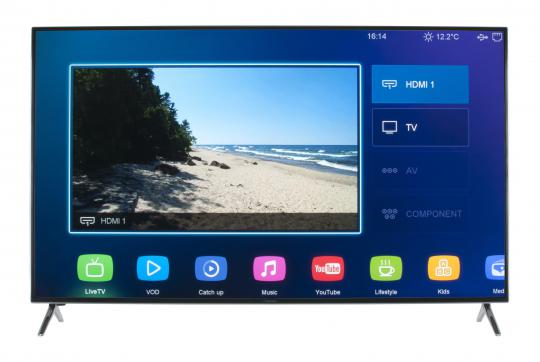 16:14 12.2°C
HDMI 1
TV
AV
COMPONENT
HDMI 1
YouTube
LiveTV VOD Catch up Music YouTube Lifestyle Kids Med